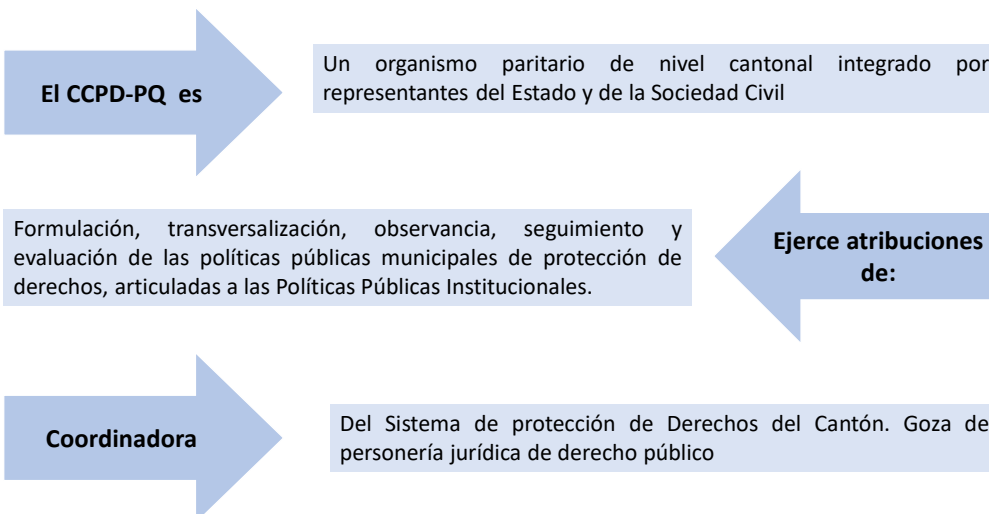 El CCPD-PQ es
Un organismo paritario de nivel cantonal integrado por
representantes del Estado y de la Sociedad Civil
Formulación, transversalización, observancia, seguimiento y
evaluación de las políticas públicas municipales de protección de
derechos, articuladas a las Políticas Públicas Institucionales.
Ejerce atribuciones
de:
Coordinadora
Del Sistema de protección de Derechos del Cantón. Goza de
personería jurídica de derecho público